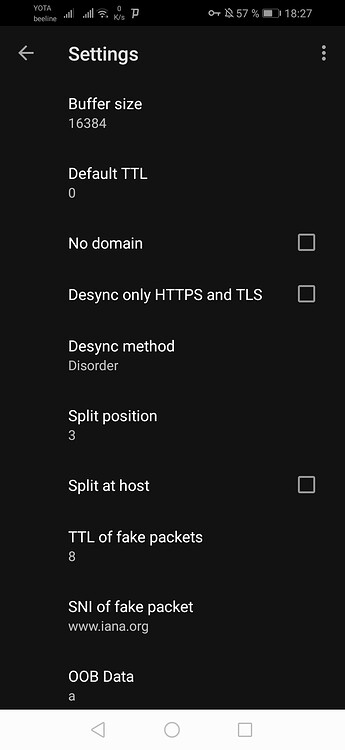 YOTA
beeline
0
K/s
57 %
18:27
Settings
Buffer size
16384
Default TTL
0
No domain
Desync only HTTPS and TLS
Desync method
Disorder
Split position
3
Split at host
TTL of fake packets
8
SNI of fake packet
www.iana.org
OOB Data
a